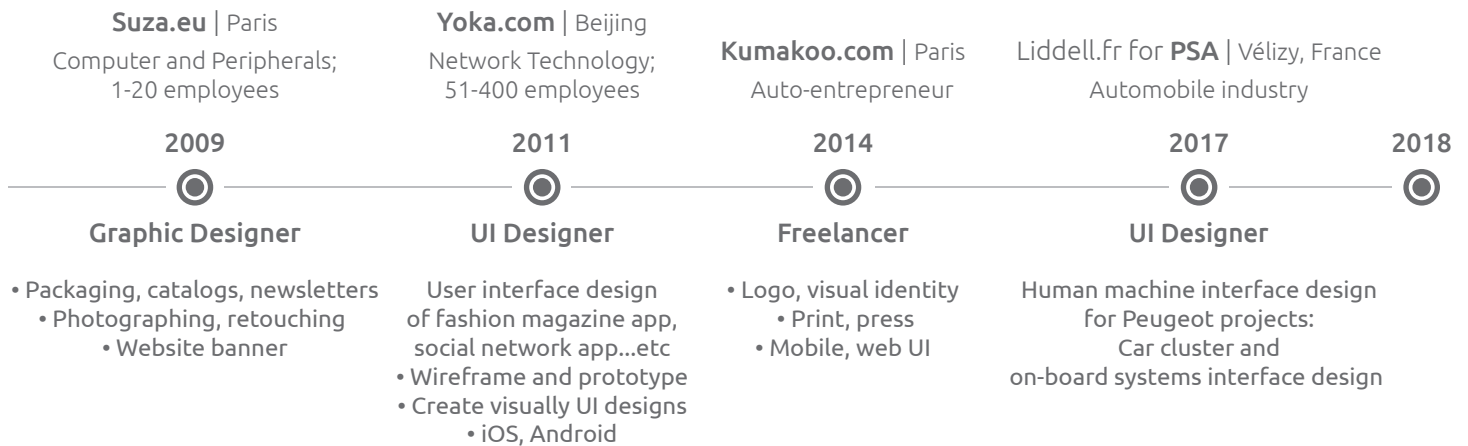 Suza.eu | Paris
Computer and Peripherals;
1-20 employees
2009
Graphic Designer
• Packaging, catalogs, newsletters
• Photographing, retouching
• Website banner
Yoka.com | Beijing
Network Technology;
51-400 employees
2011
UI Designer
User interface design
of fashion magazine app,
social network app...etc
• Wireframe and prototype
• Create visually UI designs
• iOS, Android
Kumakoo.com | Paris
Auto-entrepreneur
2014
Freelancer
• Logo, visual identity
• Print, press
• Mobile, web UI
Liddell.fr for PSA | Vélizy, France
Automobile industry
2017
UI Designer
Human machine interface design
for Peugeot projects:
Car cluster and
on-board systems interface design
2018